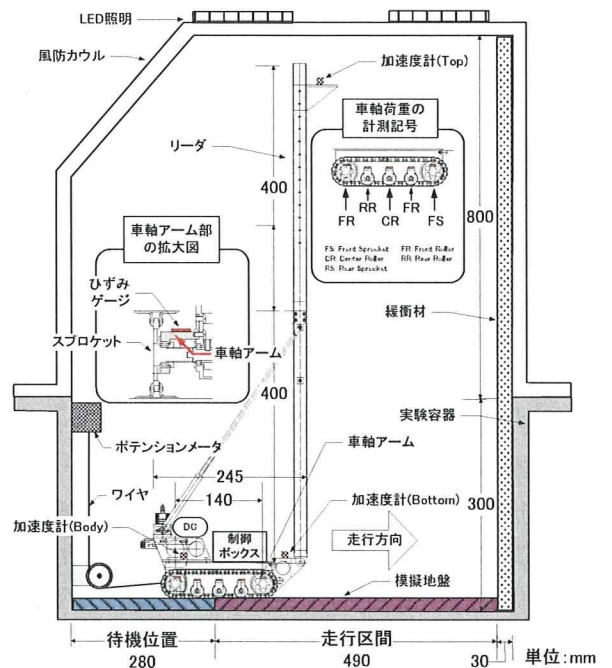 LED照明
風防カウル
加速度計(Top)
車軸荷重の
計測記号
リーダ
400
RR
FR
FR
CR
FS
FS Front Sprocket
FR Front Roller
CR Center Roller
RR Rear Roller
RS Rear Sprocket
800
車軸アーム部
の拡大図
ひずみ
ゲージ
スプロケット
車軸アーム
緩衝材
400
実験容器
ポテンションメータ
車軸アーム
245
ワイヤ
140
加速度計(Bottom)
300
加速度計(Body)
DC
制御
ボックス
走行方向
模擬地盤
待機位置
走行区間
280
490
30
単位:mm